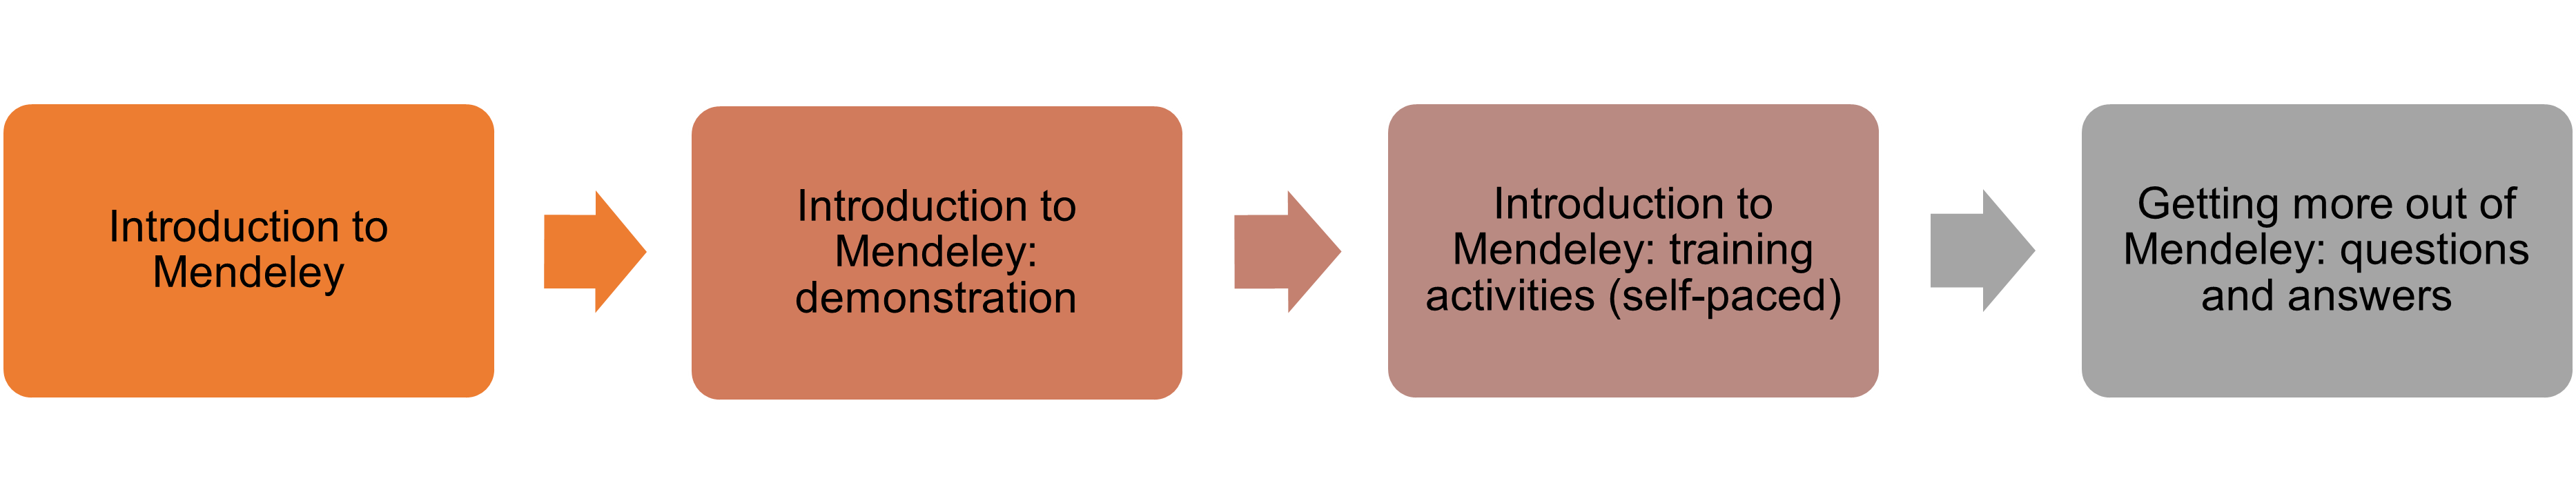 Introduction to
Mendeley
Introduction to
Mendeley:
demonstration
Introduction to
Mendeley: training
activities (self-paced)
Getting more out of
Mendeley: questions
and answers